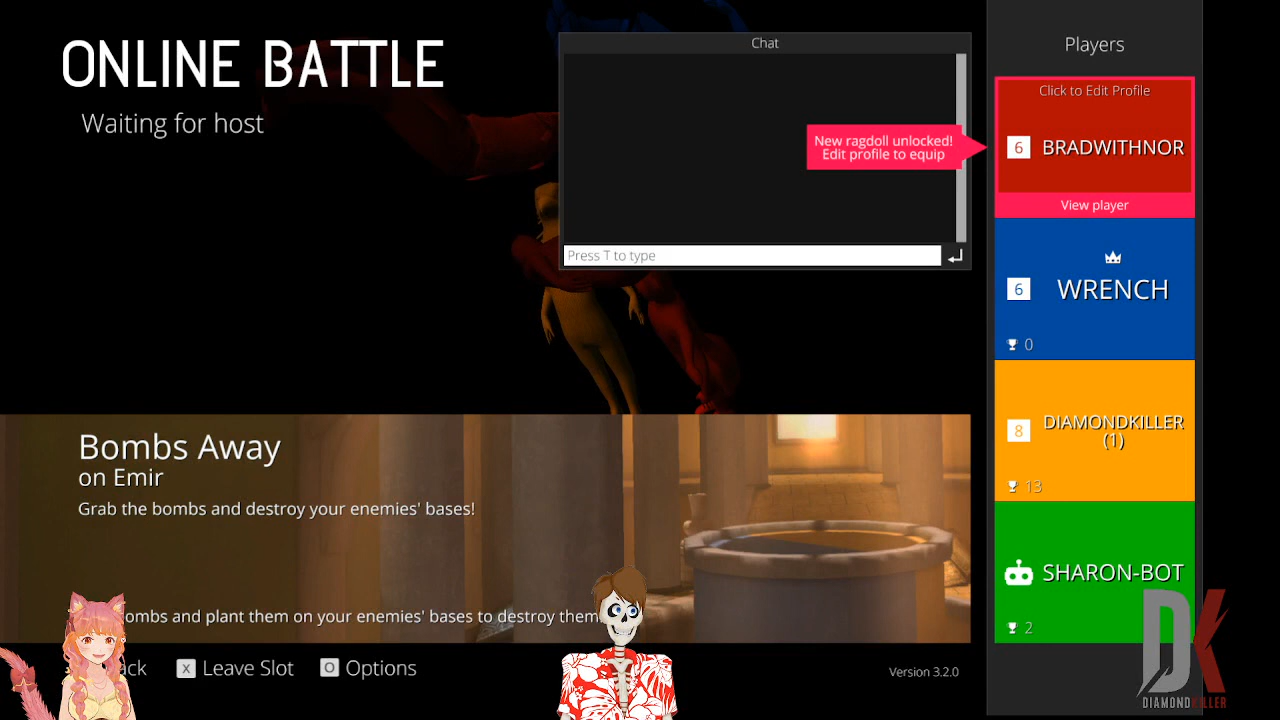 ONLINE BATTLE
Waiting for host
Chat
New ragdoll unlocked!
Edit profile to equip
Press T to type
Players
Click to Edit Profile
6 BRADWITHNOR
View player
6 WRENCH
0
8 DIAMONDKILLER
(1)
13
SHARON-BOT
2
Bombs Away
on Emir
Grab the bombs and destroy your enemies' bases!
ombs and plant them on your enemies' bases to destroy them
ck
X Leave Slot
O Options
Version 3.2.0
DK
DIAMONDKILLER